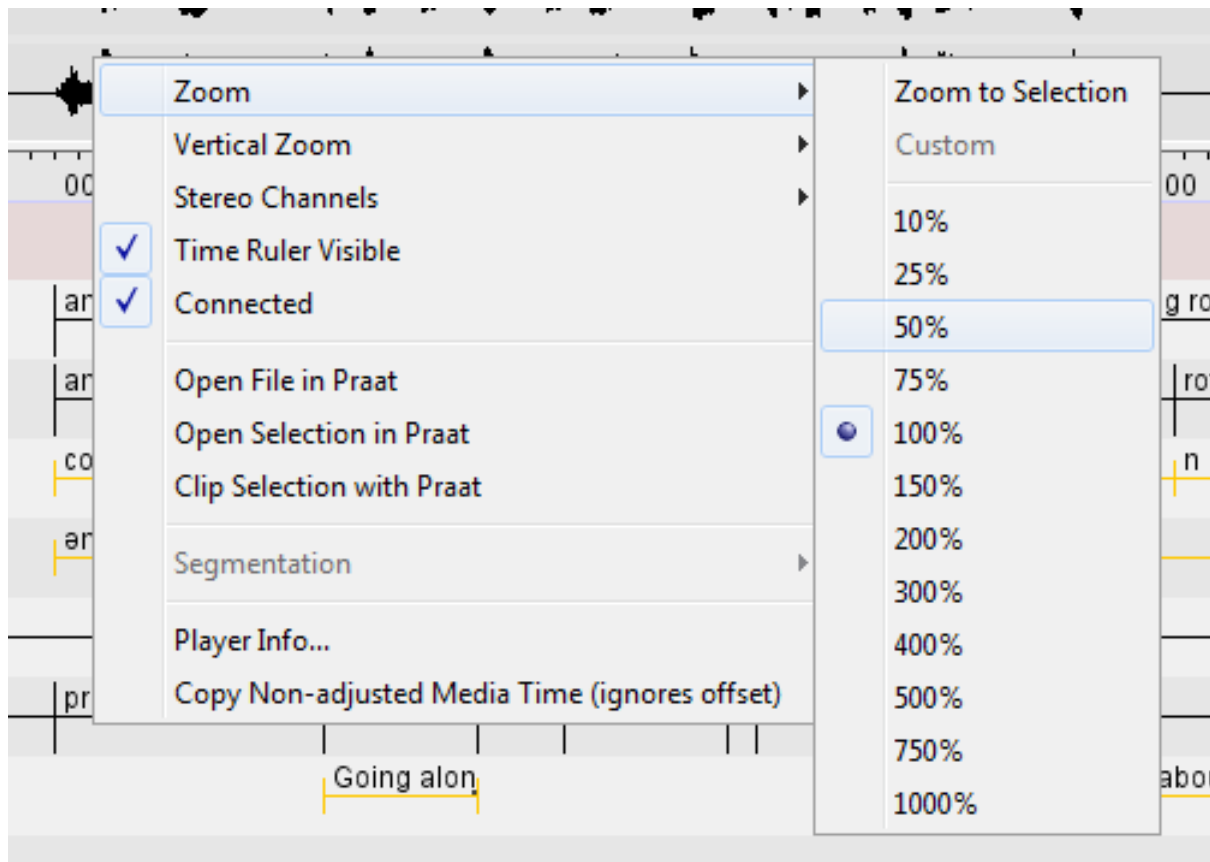 Zoom
Vertical Zoom
Stereo Channels
Time Ruler Visible
Connected
Open File in Praat
Open Selection in Praat
Clip Selection with Praat
Segmentation
Player Info...
Copy Non-adjusted Media Time (ignores offset)
Zoom to Selection
Custom
10%
25%
50%
75%
100%
150%
200%
300%
400%
500%
750%
1000%
00
00
g
n
Going alon